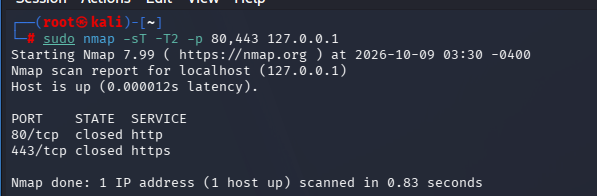 Session Actions Edit View Help
┌──(root㉿kali)-[~]
└─# sudo nmap -sT -T2 -p 80,443 127.0.0.1
Starting Nmap 7.99 ( https://nmap.org ) at 2026-10-09 03:30 -0400
Nmap scan report for localhost (127.0.0.1)
Host is up (0.000012s latency).
PORT    STATE  SERVICE
80/tcp  closed http
443/tcp closed https
Nmap done: 1 IP address (1 host up) scanned in 0.83 seconds